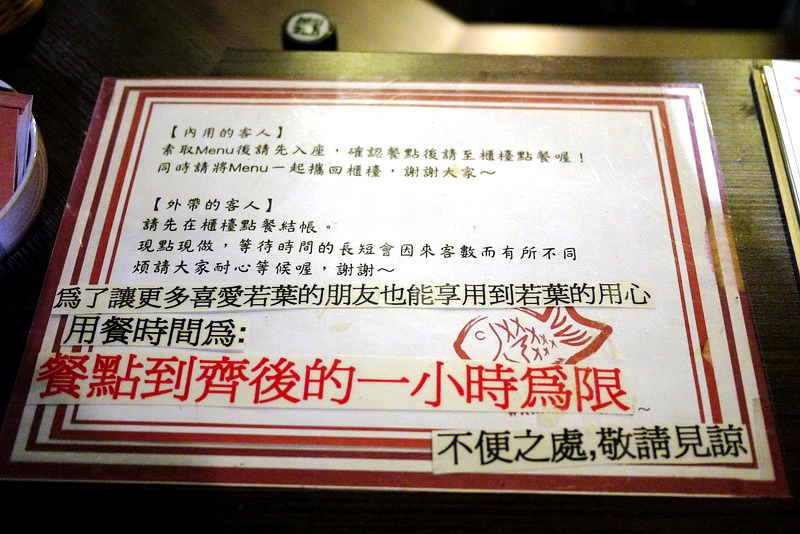 【內用的客人】
索取Menu後請先入座，確認餐點後請至櫃檯點餐喔！
同時請將Menu一起攜回櫃檯，謝謝大家～
【外帶的客人】
請先在櫃檯點餐結帳。
現點現做，等待時間的長短會因來客數而有所不同
煩請大家耐心等候喔，謝謝～
為了讓更多喜愛若葉的朋友也能享用到若葉的用心
用餐時間為:
餐點到齊後的一小時為限
不便之處,敬請見諒